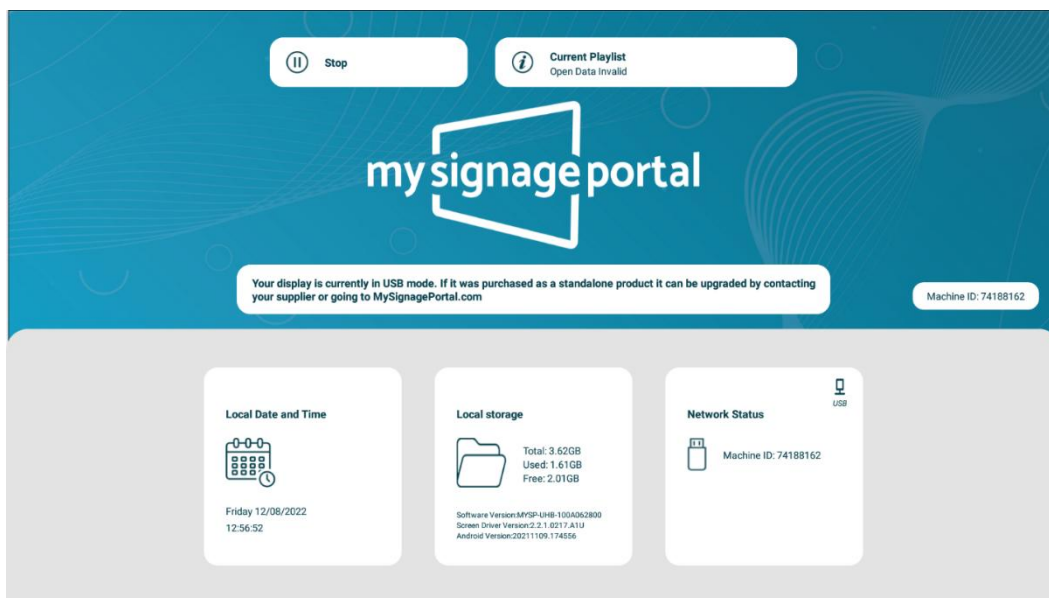 Stop
Current Playlist
Open Data Invalid
my signage portal
Your display is currently in USB mode. If it was purchased as a standalone product it can be upgraded by contacting
your supplier or going to MySignagePortal.com
Machine ID: 74188162
Local Date and Time
Friday 12/08/2022
12:56:52
Local storage
Total: 3.62GB
Used: 1.61GB
Free: 2.01GB
Software Version:MYSP-UHB-100A062800
Screen Driver Version:2.2.1.0217.A1U
Android Version:20211109.174556
USB
Network Status
Machine ID: 74188162